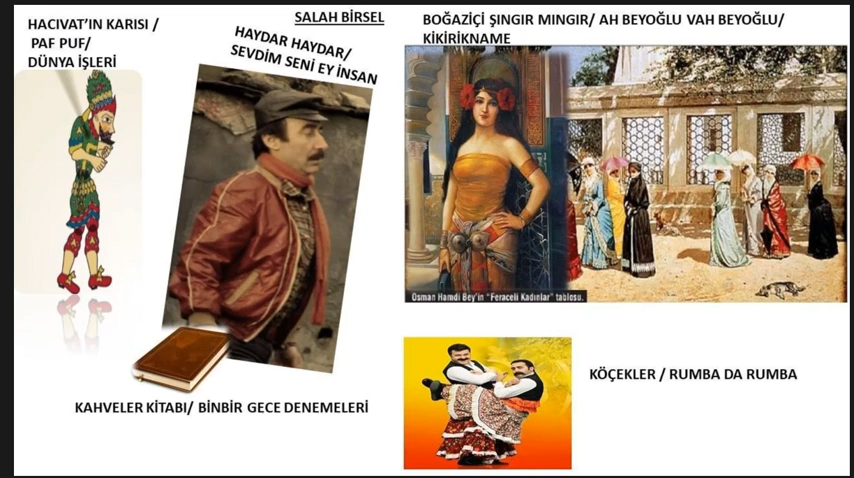 SALAH BİRSEL
HACIVAT'IN KARISI /
PAF PUF/
DÜNYA İŞLERİ
HAYDAR HAYDAR/
SEVDİM SENİ EY İNSAN
BOĞAZİÇİ ŞINGIR MINGIR/ AH BEYOĞLU VAH BEYOĞLU/
KİKİRİKNAME
Osman Hamdi Bey'in "Feraceli Kadınlar" tablosu.
KÖÇEKLER / RUMBA DA RUMBA
KAHVELER KİTABI/ BİNBİR GECE DENEMELERİ